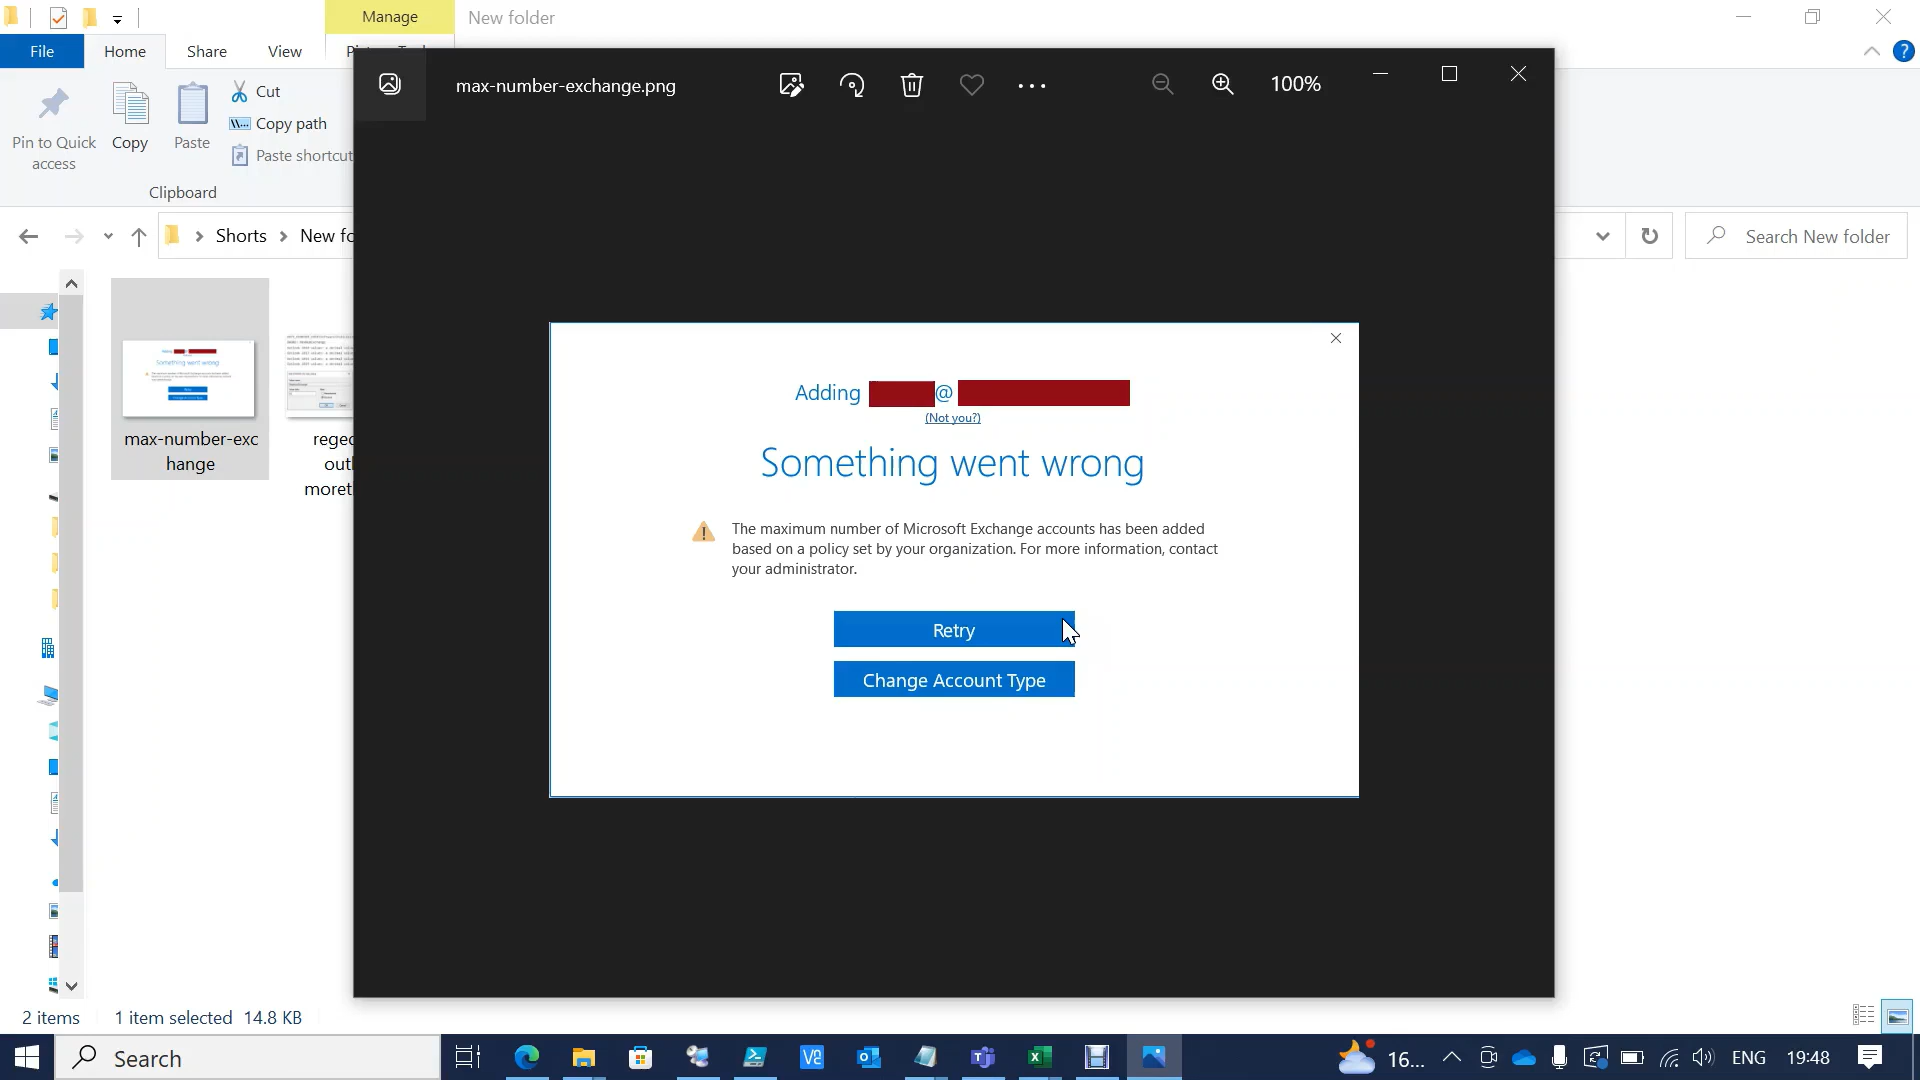 Manage
New folder
File
Home
Share
View
Pin to Quick access
Copy
Paste
Cut
Copy path
Paste shortcut
Clipboard
Shorts
New fo
Search New folder
max-number-exc
hange
max-number-exchange.png
100%
Adding
@
(Not you?)
Something went wrong
The maximum number of Microsoft Exchange accounts has been added
based on a policy set by your organization. For more information, contact
your administrator.
Retry
Change Account Type
2 items
1 item selected 14.8 KB
Search
16...
ENG
19:48